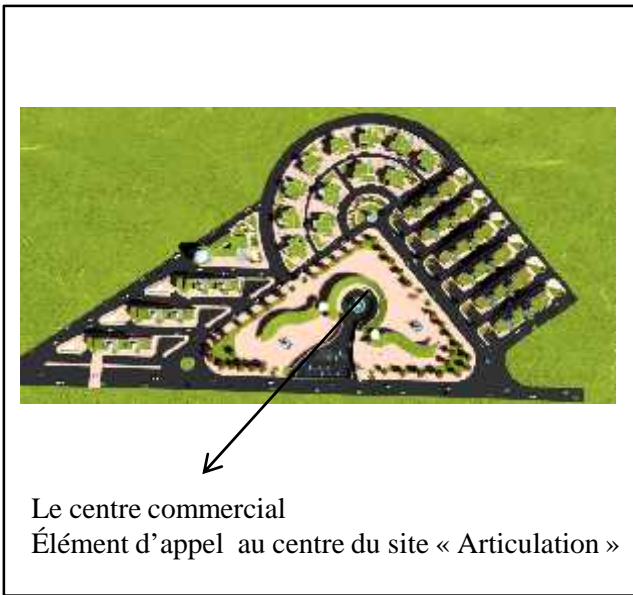 Le centre commercial
Élément d’appel au centre du site « Articulation »